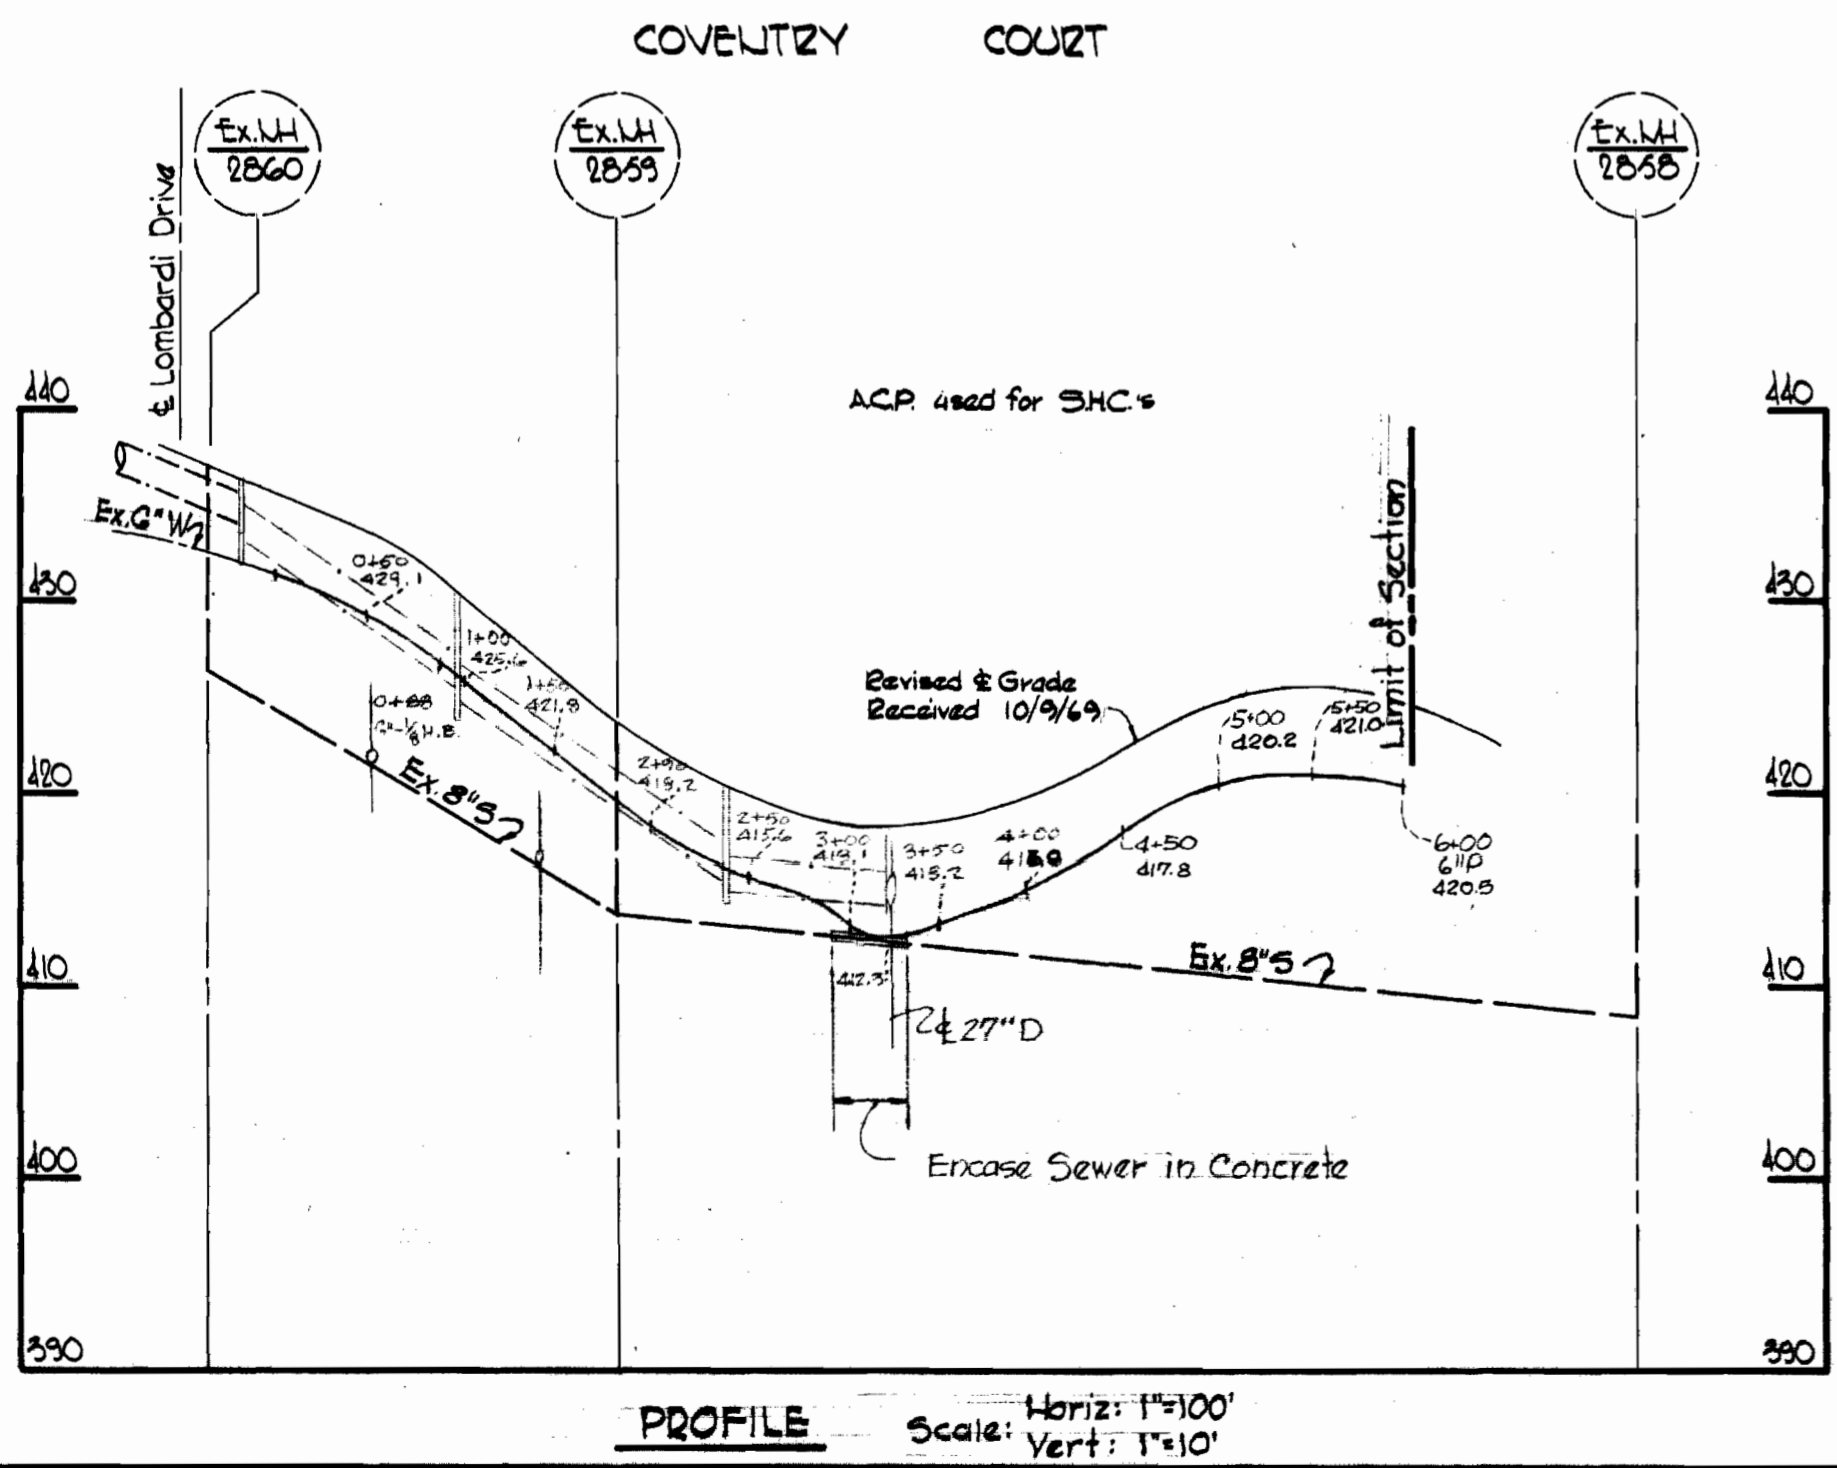 COVENTRY COURT
Ex.MH
2860
Ex.MH
2859
Ex.MH
2858
℄ Lombardi Drive
440
440
A.C.P. used for S.H.C.'s
Ex.6"W
430
430
0+50
429.1
1+00
425.6
1+50
421.8
0+88
6"-⅛ H.B.
Revised ℄ Grade
Received 10/9/69
Limit of Section
5+00
420.2
5+50
421.0
420
420
Ex. 8"S
418.2
2+50
415.6
3+00
413.1
3+50
413.2
4+00
4+50
417.8
6+00
6"P
420.5
410
410
412.3
Ex. 8"S
℄ 27"D
400
400
Encase Sewer in Concrete
390
390
PROFILE
Scale:
Horiz: 1"=100'
Vert: 1"=10'